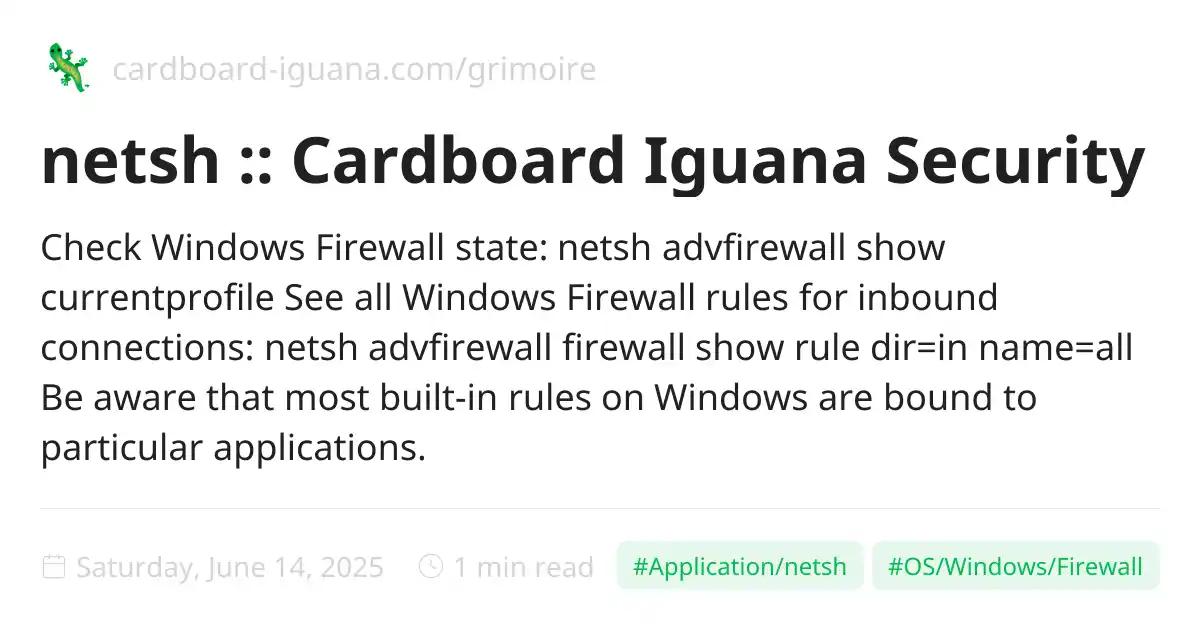 cardboard-iguana.com/grimoire
netsh :: Cardboard Iguana Security
Check Windows Firewall state: netsh advfirewall show
currentprofile See all Windows Firewall rules for inbound
connections: netsh advfirewall firewall show rule dir=in name=all
Be aware that most built-in rules on Windows are bound to
particular applications.
Saturday, June 14, 2025 1 min read #Application/netsh #OS/Windows/Firewall